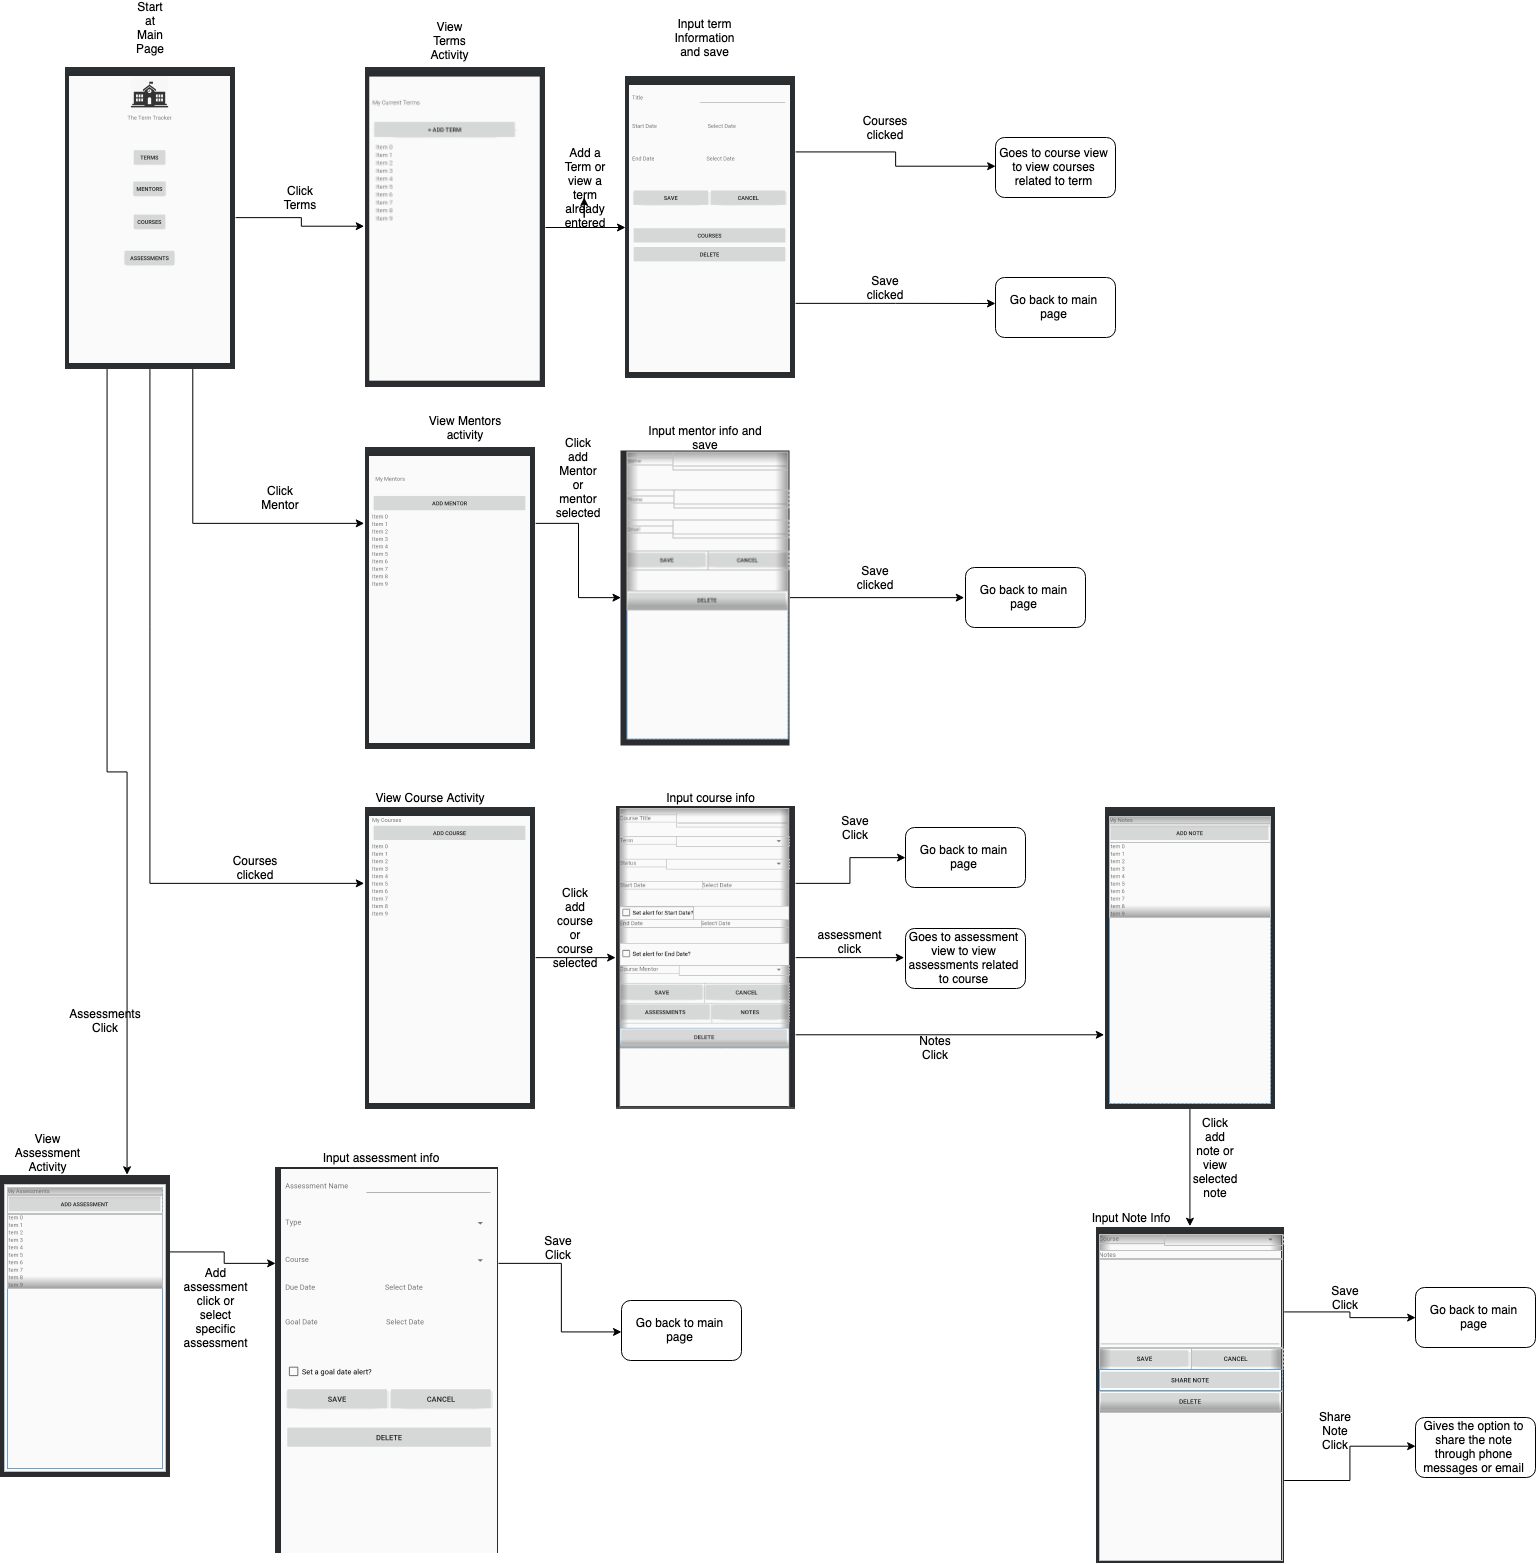 Start
at
Main
Page
The Term Tracker
TERMS
MENTORS
COURSES
ASSESSMENTS
Click
Terms
View
Terms
Activity
My Current Terms
+ ADD TERM
Item 0
Item 1
Item 2
Item 3
Item 4
Item 5
Item 6
Item 7
Item 8
Item 9
Add a
Term or
view a
term
already
entered
Input term
Information
and save
Title
Start Date Select Date
End Date Select Date
SAVE CANCEL
COURSES
DELETE
Courses
clicked
Goes to course view
to view courses
related to term
Save
clicked
Go back to main
page
Click
Mentor
View Mentors
activity
My Mentors
ADD MENTOR
Item 0
Item 1
Item 2
Item 3
Item 4
Item 5
Item 6
Item 7
Item 8
Item 9
Click
add
Mentor
or
mentor
selected
Input mentor info and
save
Name
Phone
Email
SAVE CANCEL
DELETE
Save
clicked
Go back to main
page
Courses
clicked
View Course Activity
My Courses
ADD COURSE
Item 0
Item 1
Item 2
Item 3
Item 4
Item 5
Item 6
Item 7
Item 8
Item 9
Click
add
course
or
course
selected
Input course info
Course Title
Term
Status
Start Date Select Date
Set alert for Start Date?
End Date Select Date
Set alert for End Date?
Course Mentor
SAVE CANCEL
ASSESSMENTS NOTES
DELETE
Save
Click
Go back to main
page
assessment
click
Goes to assessment
view to view
assessments related
to course
Notes
Click
My Notes
ADD NOTE
Item 0
Item 1
Item 2
Item 3
Item 4
Item 5
Item 6
Item 7
Item 8
Item 9
Click
add
note or
view
selected
note
Input Note Info
Course
Notes
SAVE CANCEL
SHARE NOTE
DELETE
Save
Click
Go back to main
page
Share
Note
Click
Gives the option to
share the note
through phone
messages or email
Assessments
Click
View
Assessment
Activity
My Assessments
ADD ASSESSMENT
Item 0
Item 1
Item 2
Item 3
Item 4
Item 5
Item 6
Item 7
Item 8
Item 9
Add
assessment
click or
select
specific
assessment
Input assessment info
Assessment Name
Type
Course
Due Date Select Date
Goal Date Select Date
Set a goal date alert?
SAVE CANCEL
DELETE
Save
Click
Go back to main
page